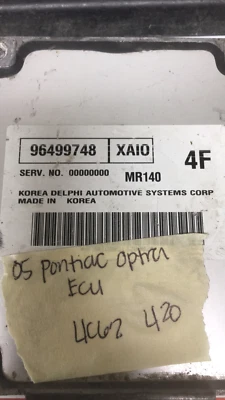 96499748 XAIO
SERV. NO. 00000000 MR140 4F
KOREA DELPHI AUTOMOTIVE SYSTEMS CORP
MADE IN KOREA
05 Pontiac Optra
ECU
4C62 420